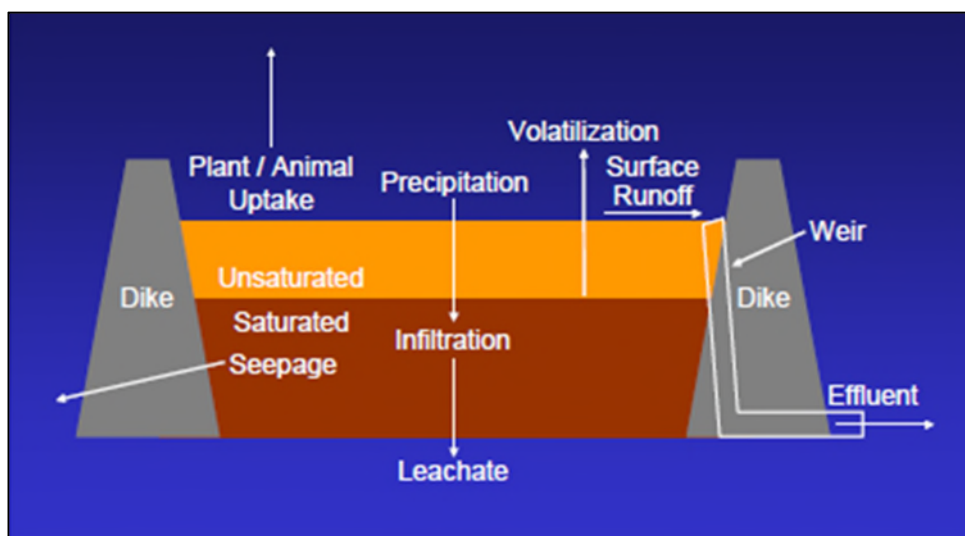 Plant / Animal
Uptake
Precipitation
Volatilization
Surface
Runoff
Weir
Unsaturated
Dike
Dike
Saturated
Infiltration
Seepage
Effluent
Leachate